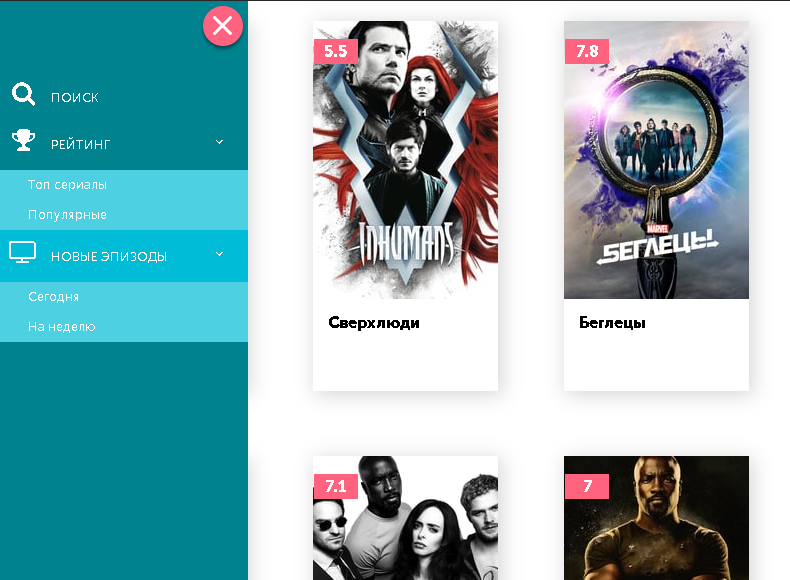 ПОИСК
РЕЙТИНГ
Топ сериалы
Популярные
НОВЫЕ ЭПИЗОДЫ
Сегодня
На неделю
5.5
INHUMANS
Сверхлюди
7.8
MARVEL
БЕГЛЕЦЫ
Беглецы
7.1
7